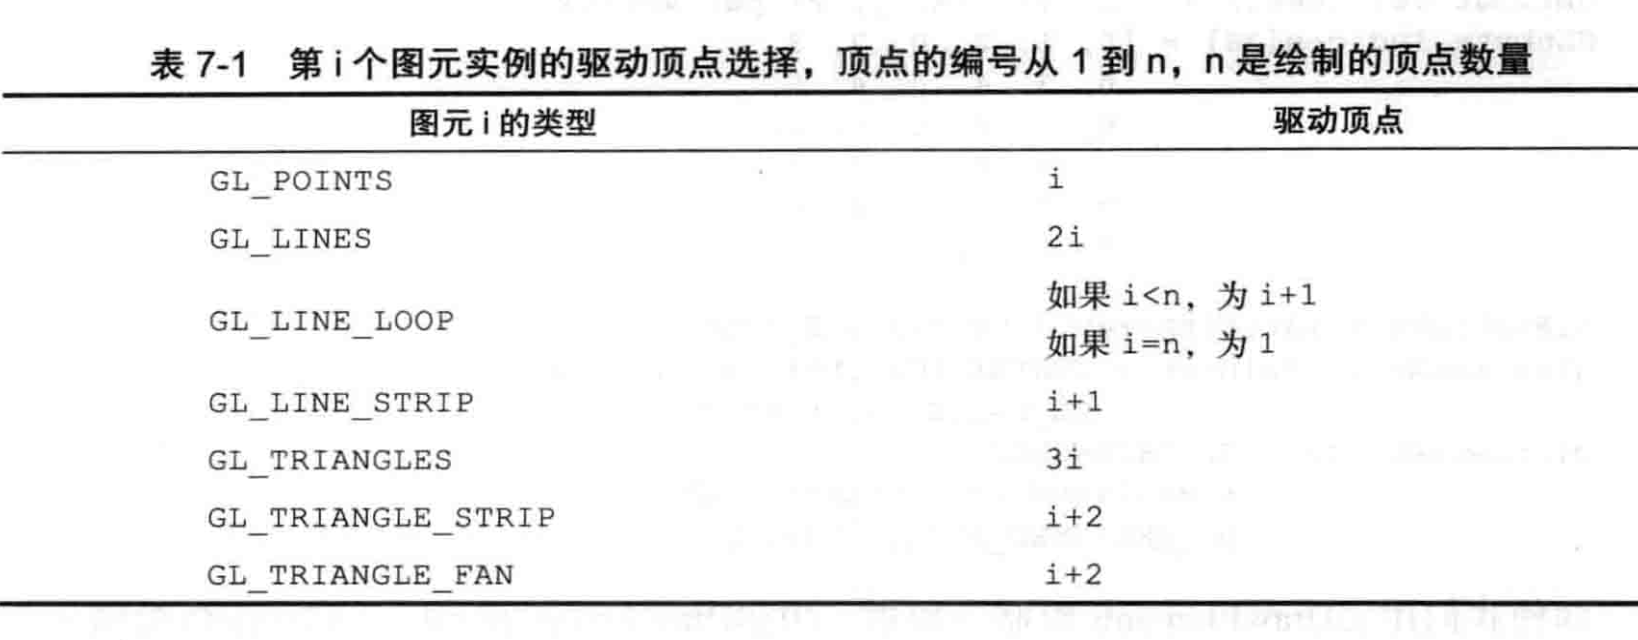 表 7-1 第 i 个图元实例的驱动顶点选择，顶点的编号从 1 到 n，n 是绘制的顶点数量
图元 i 的类型 驱动顶点
GL_POINTS i
GL_LINES 2i
GL_LINE_LOOP 如果 i<n，为 i+1
如果 i=n，为 1
GL_LINE_STRIP i+1
GL_TRIANGLES 3i
GL_TRIANGLE_STRIP i+2
GL_TRIANGLE_FAN i+2